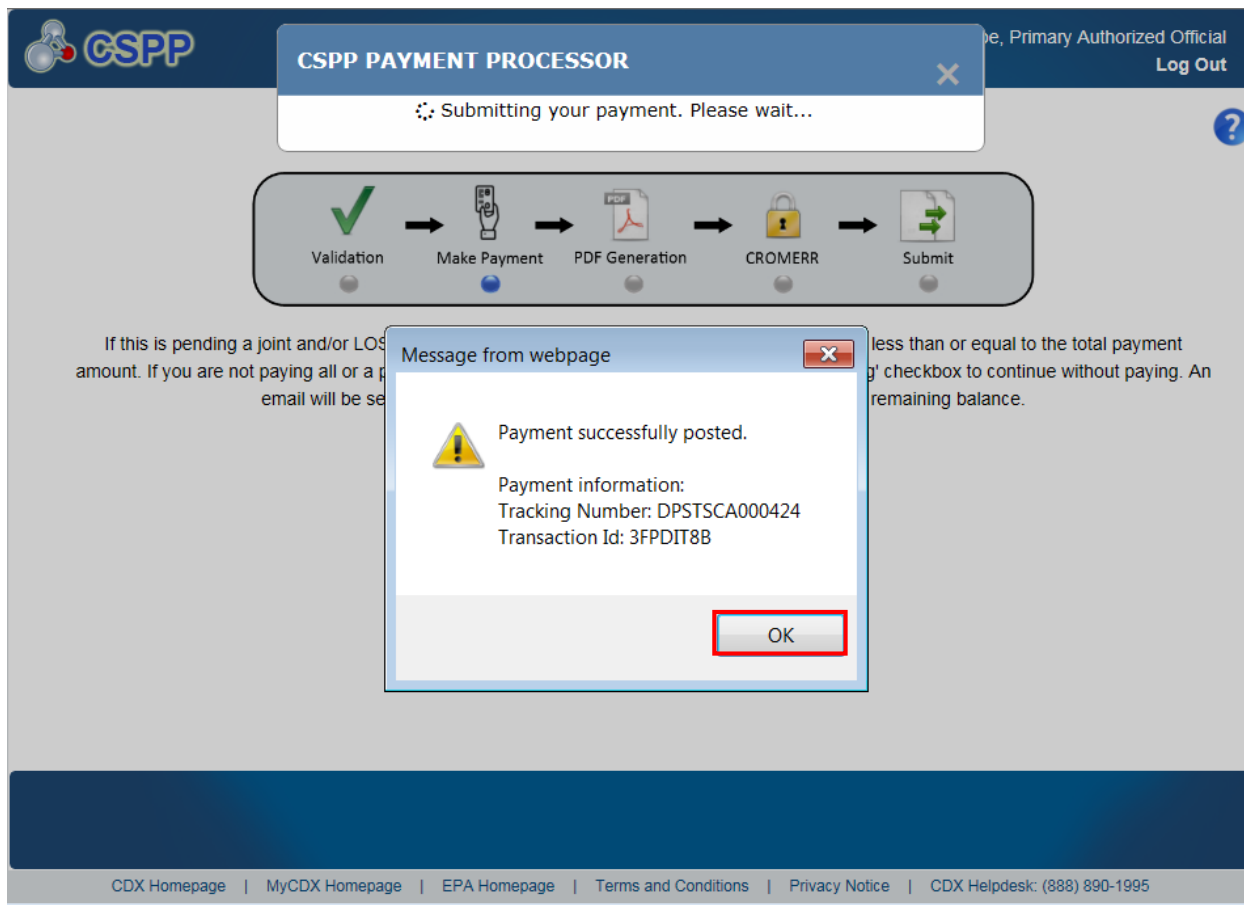 CSPP
CSPP PAYMENT PROCESSOR
Primary Authorized Official
Log Out
Submitting your payment. Please wait...
?
PDF
Validation
Make Payment
PDF Generation
CROMERR
Submit
If this is pending a joint and/or LOS less than or equal to the total payment
amount. If you are not paying all or a checkbox to continue without paying. An
email will be remaining balance.
Message from webpage
Payment successfully posted.
Payment information:
Tracking Number: DPSTSCA000424
Transaction Id: 3FPDIT8B
OK
CDX Homepage | MyCDX Homepage | EPA Homepage | Terms and Conditions | Privacy Notice | CDX Helpdesk: (888) 890-1995